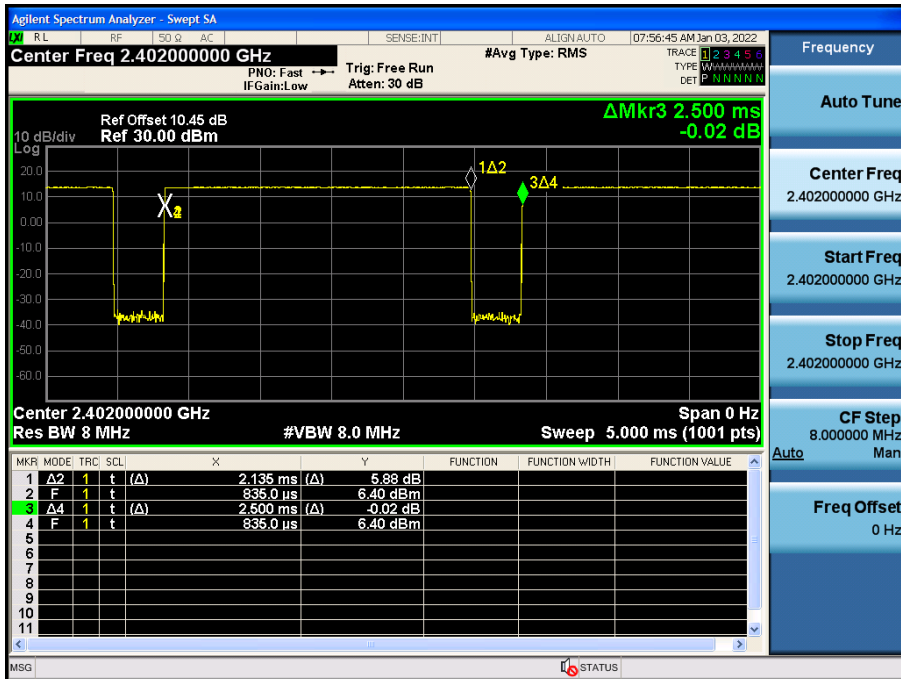 Agilent Spectrum Analyzer - Swept SA
LXI RL RF 50 Ω AC SENSE:INT ALIGN AUTO 07:56:45 AM Jan 03, 2022
Center Freq 2.402000000 GHz #Avg Type: RMS TRACE 1 2 3 4 5 6
PNO: Fast Trig: Free Run TYPE WWWWWW
IFGain:Low Atten: 30 dB DET P N N N N N
ΔMkr3 2.500 ms
-0.02 dB
Ref Offset 10.45 dB
10 dB/div Ref 30.00 dBm
Log
20.0
10.0
0.00
-10.0
-20.0
-30.0
-40.0
-50.0
-60.0
1Δ2
3Δ4
Center 2.402000000 GHz Span 0 Hz
Res BW 8 MHz #VBW 8.0 MHz Sweep 5.000 ms (1001 pts)
MKR MODE TRC SCL X Y FUNCTION FUNCTION WIDTH FUNCTION VALUE
1 Δ2 1 t (Δ) 2.135 ms (Δ) 5.88 dB
2 F 1 t 835.0 µs 6.40 dBm
3 Δ4 1 t (Δ) 2.500 ms (Δ) -0.02 dB
4 F 1 t 835.0 µs 6.40 dBm
5
6
7
8
9
10
11
MSG STATUS
Frequency
Auto Tune
Center Freq
2.402000000 GHz
Start Freq
2.402000000 GHz
Stop Freq
2.402000000 GHz
CF Step
8.000000 MHz
Auto Man
Freq Offset
0 Hz